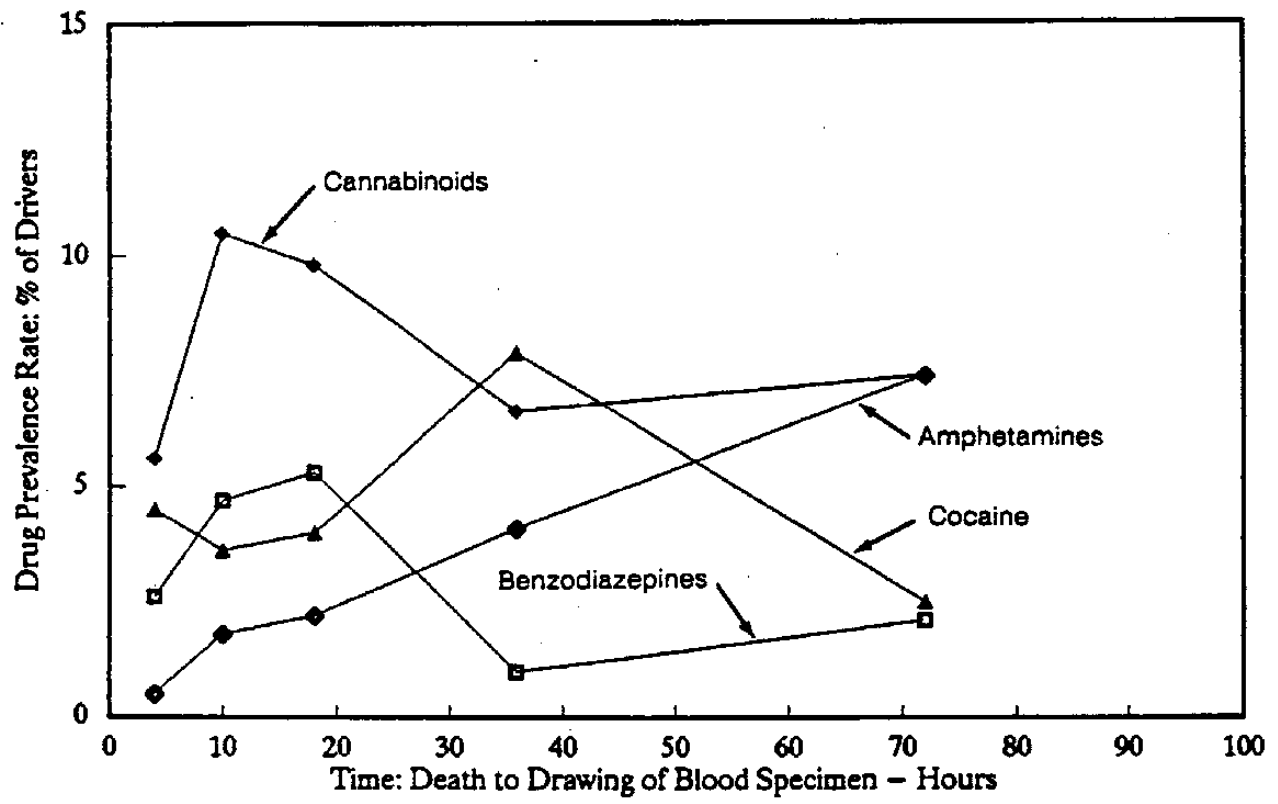 15
Cannabinoids
10
Drug Prevalence Rate: % of Drivers
Amphetamines
5
Cocaine
Benzodiazepines
0
0 10 20 30 40 50 60 70 80 90 100
Time: Death to Drawing of Blood Specimen – Hours